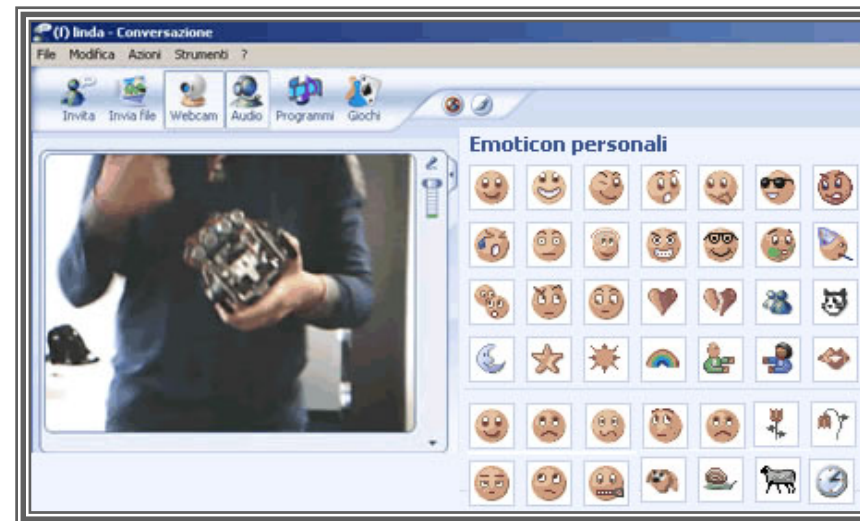 (f) linda - Conversazione
File Modifica Azioni Strumenti ?
Invita Invia file Webcam Audio Programmi Giochi
Emoticon personali